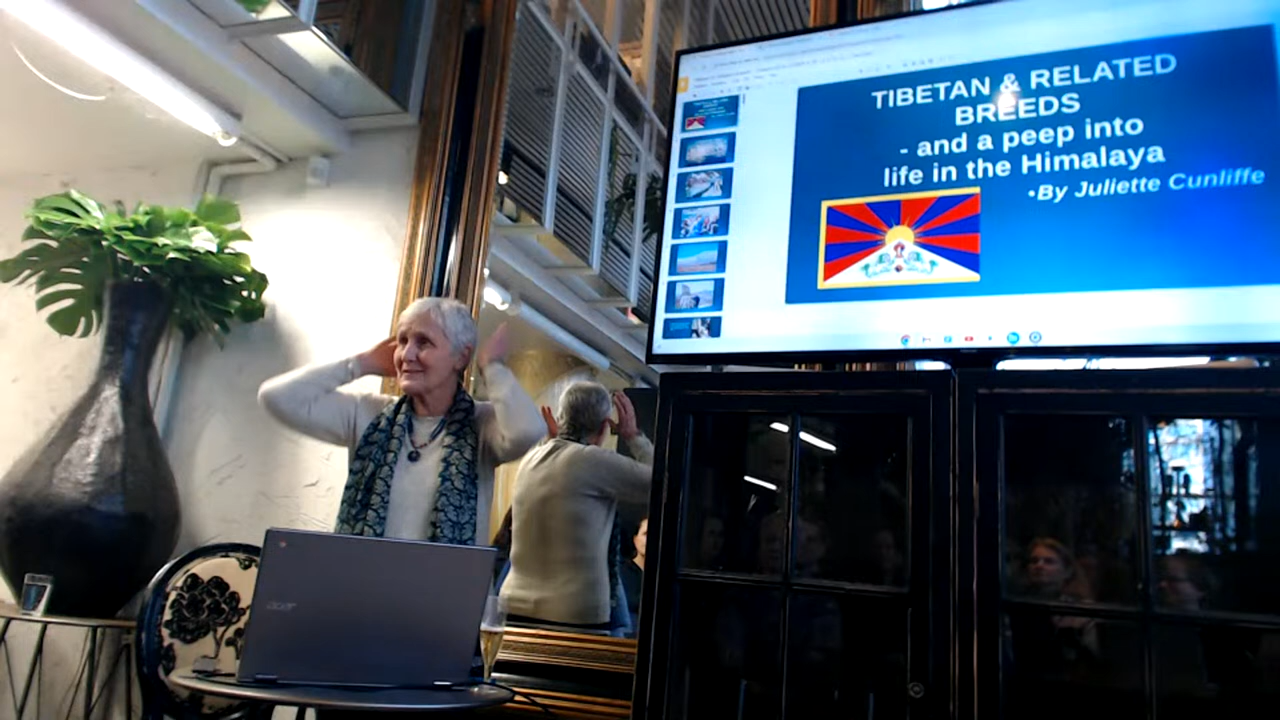 TIBETAN & RELATED
BREEDS
- and a peep into
life in the Himalaya
•By Juliette Cunliffe
acer